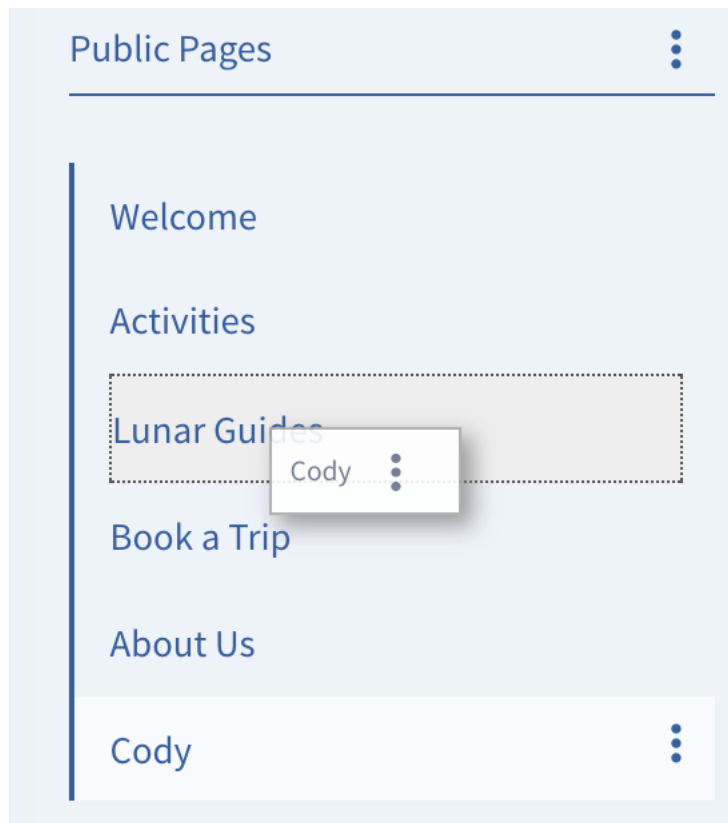 Public Pages
Welcome
Activities
Lunar Guides
Cody
Book a Trip
About Us
Cody